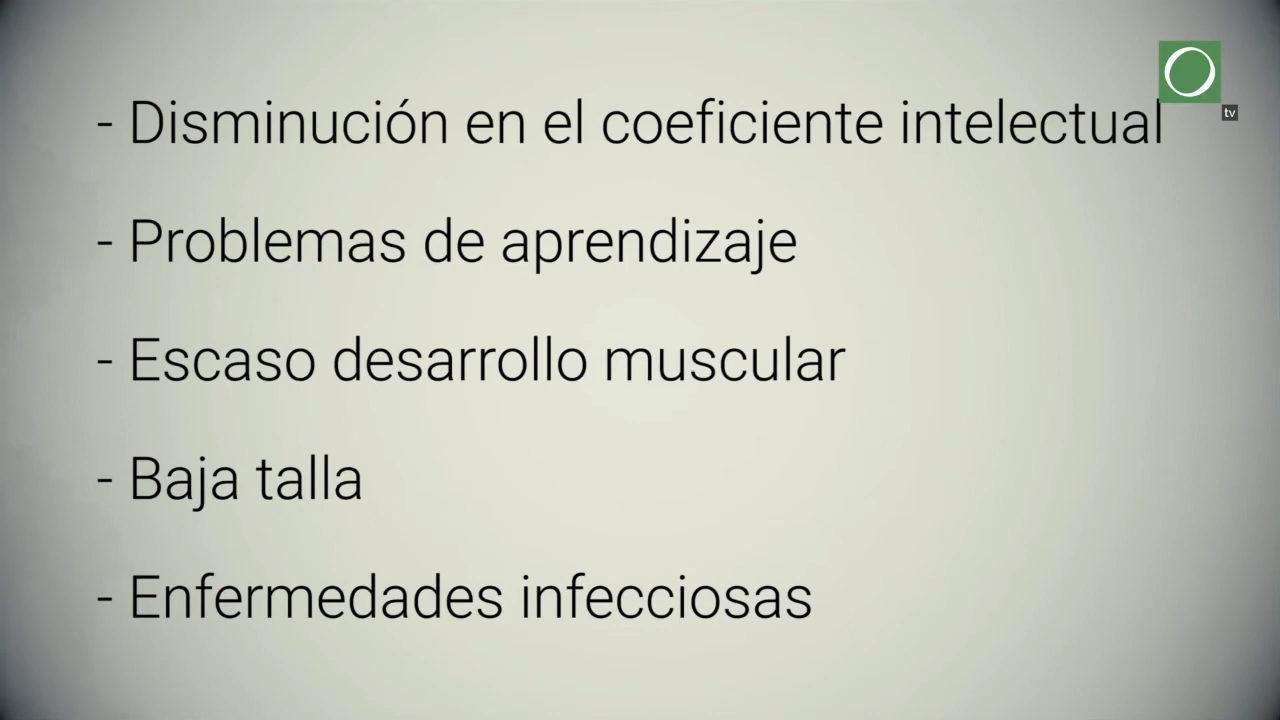 - Disminución en el coeficiente intelectual
tv
- Problemas de aprendizaje
- Escaso desarrollo muscular
- Baja talla
- Enfermedades infecciosas